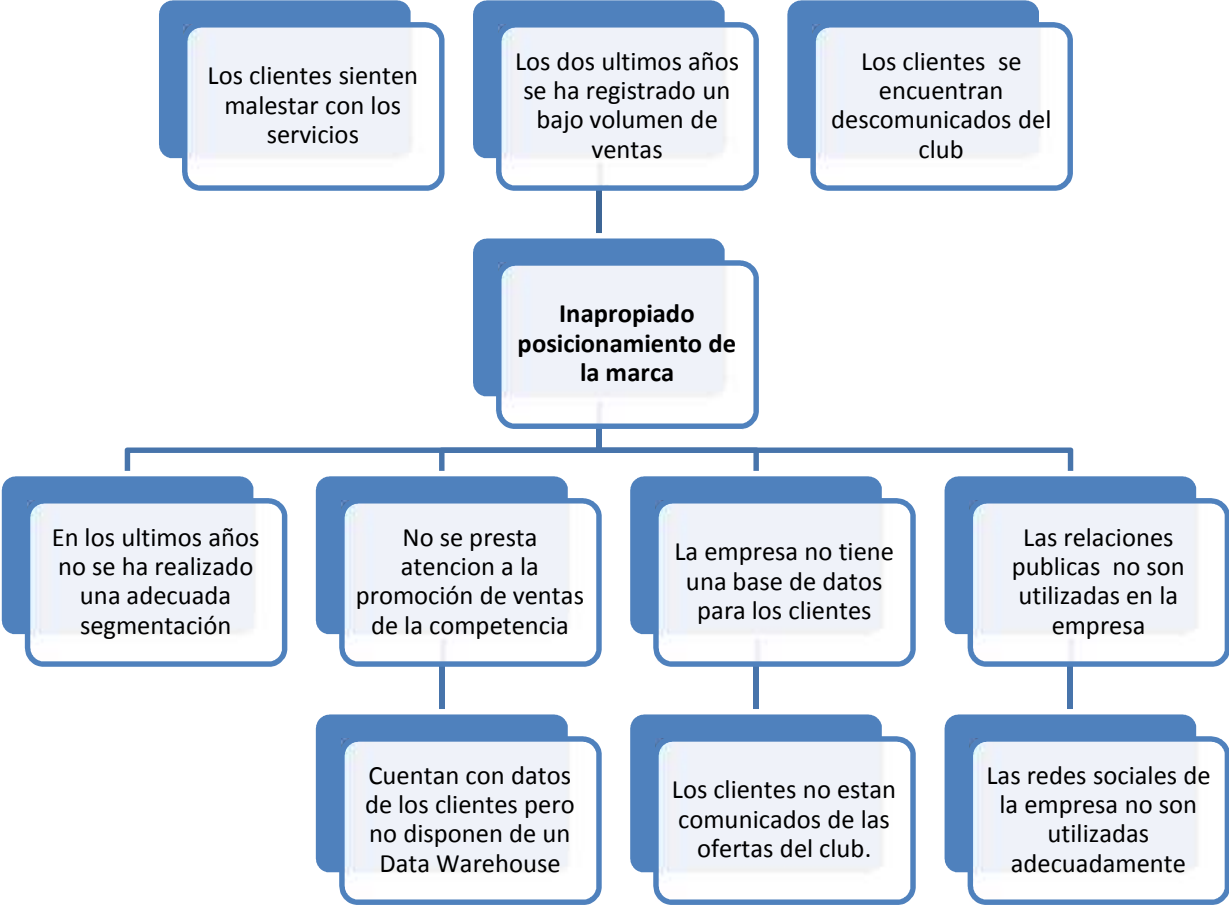 Los clientes sienten
malestar con los
servicios
Los dos ultimos años
se ha registrado un
bajo volumen de
ventas
Los clientes  se
encuentran
descomunicados del
club
Inapropiado
posicionamiento de
la marca
En los ultimos años
no se ha realizado
una adecuada
segmentación
No se presta
atencion a la
promoción de ventas
de la competencia
La empresa no tiene
una base de datos
para los clientes
Las relaciones
publicas  no son
utilizadas en la
empresa
Cuentan con datos
de los clientes pero
no disponen de un
Data Warehouse
Los clientes no estan
comunicados de las
ofertas del club.
Las redes sociales de
la empresa no son
utilizadas
adecuadamente